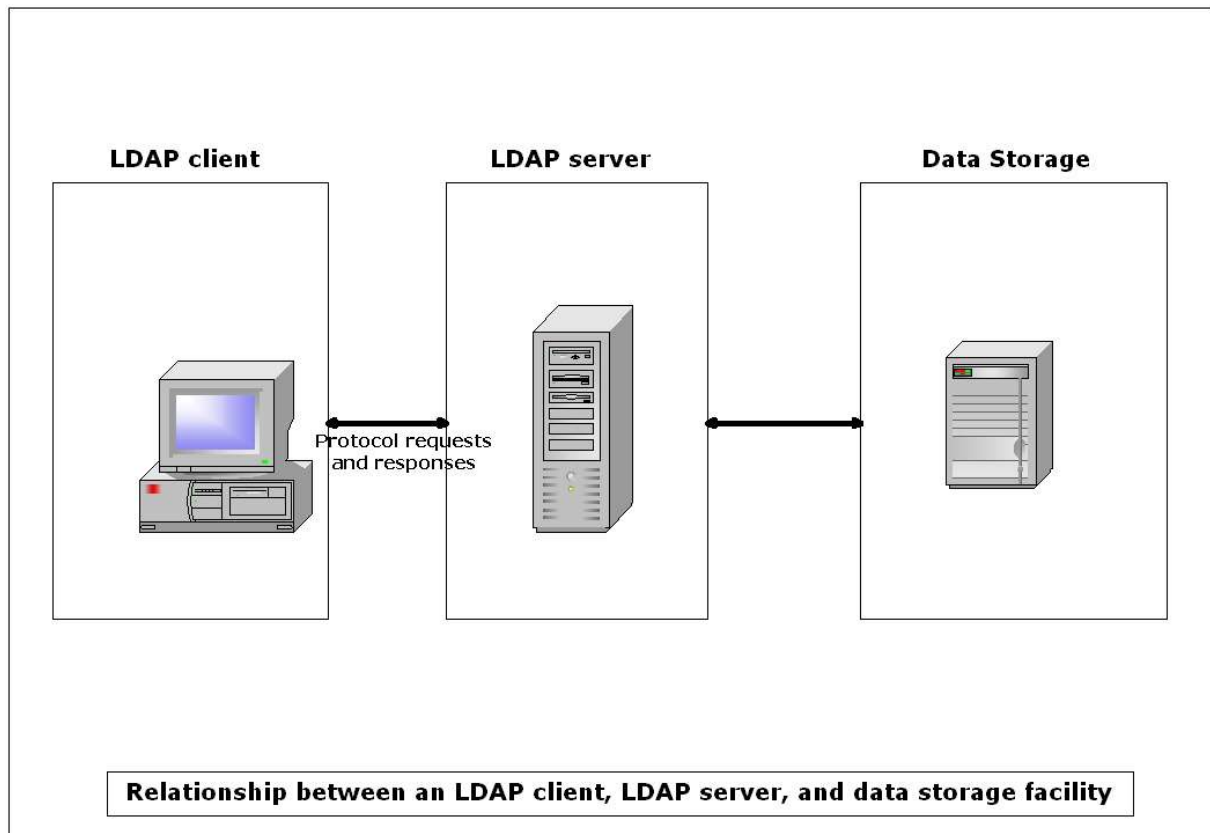 LDAP client
LDAP server
Data Storage
Protocol requests
and responses
Relationship between an LDAP client, LDAP server, and data storage facility